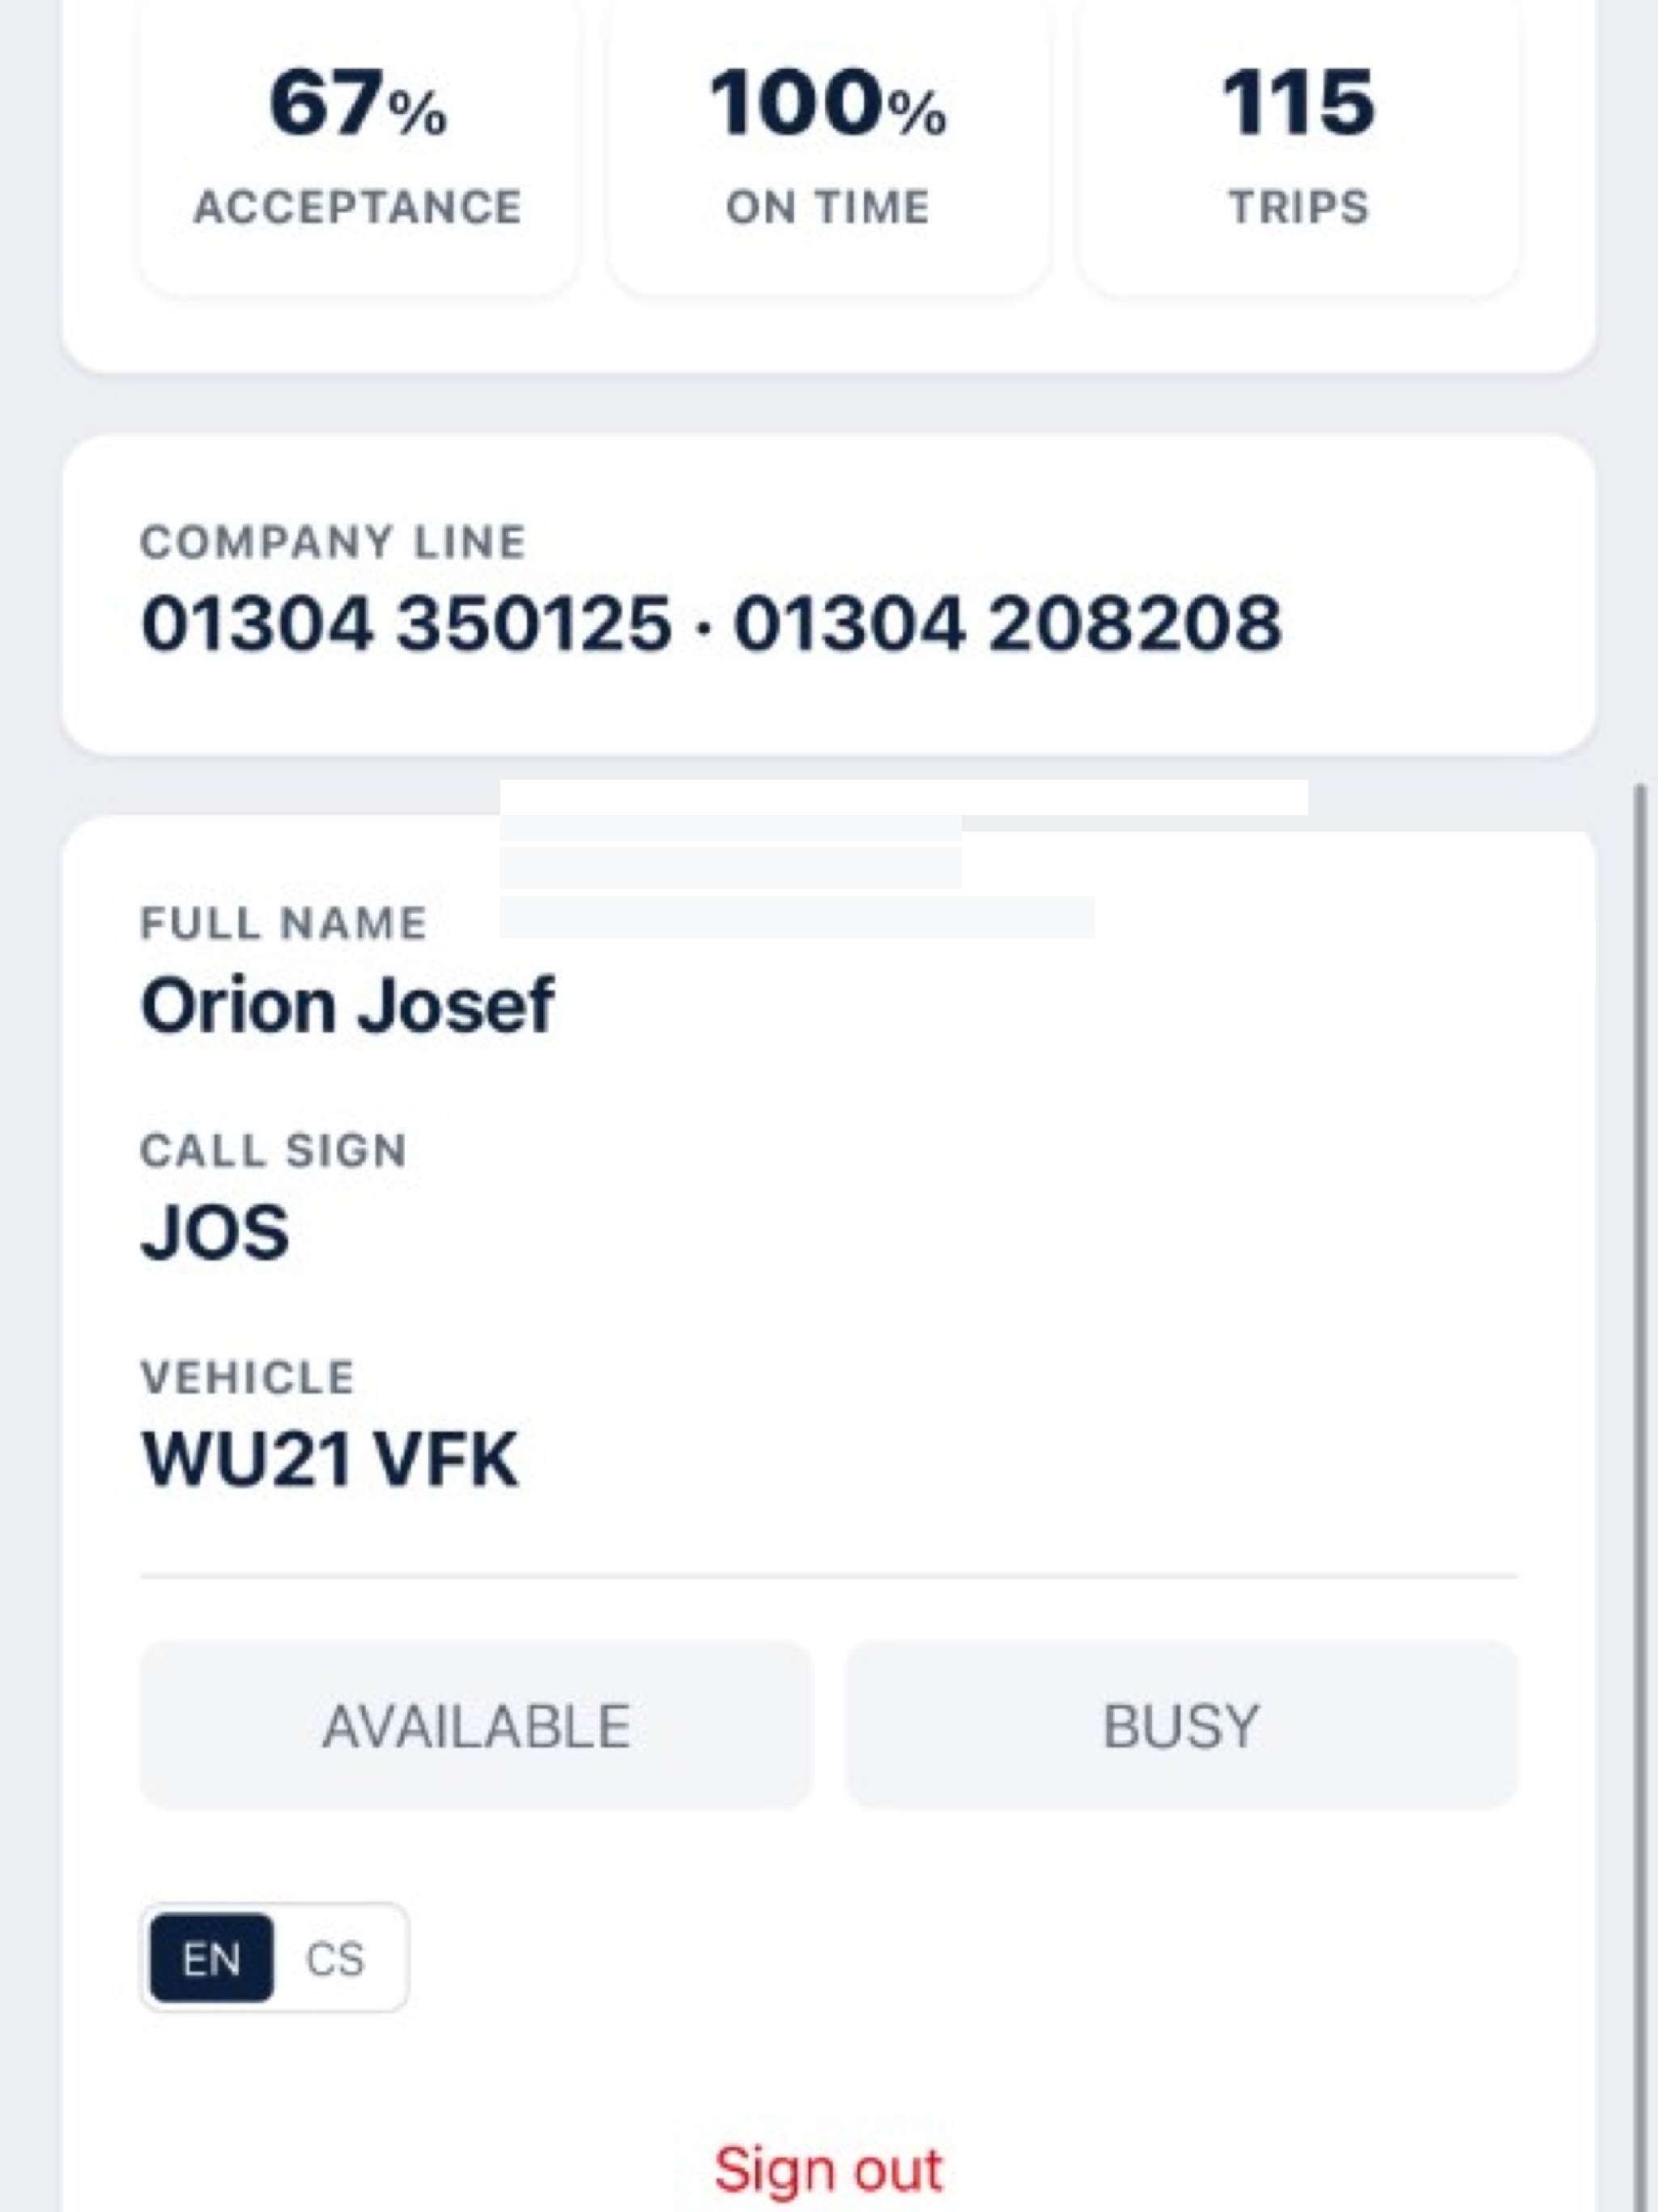 67% 100% 115
ACCEPTANCE ON TIME TRIPS
COMPANY LINE
01304 350125 · 01304 208208
FULL NAME
Orion Josef
CALL SIGN
JOS
VEHICLE
WU21 VFK
AVAILABLE BUSY
EN CS
Sign out